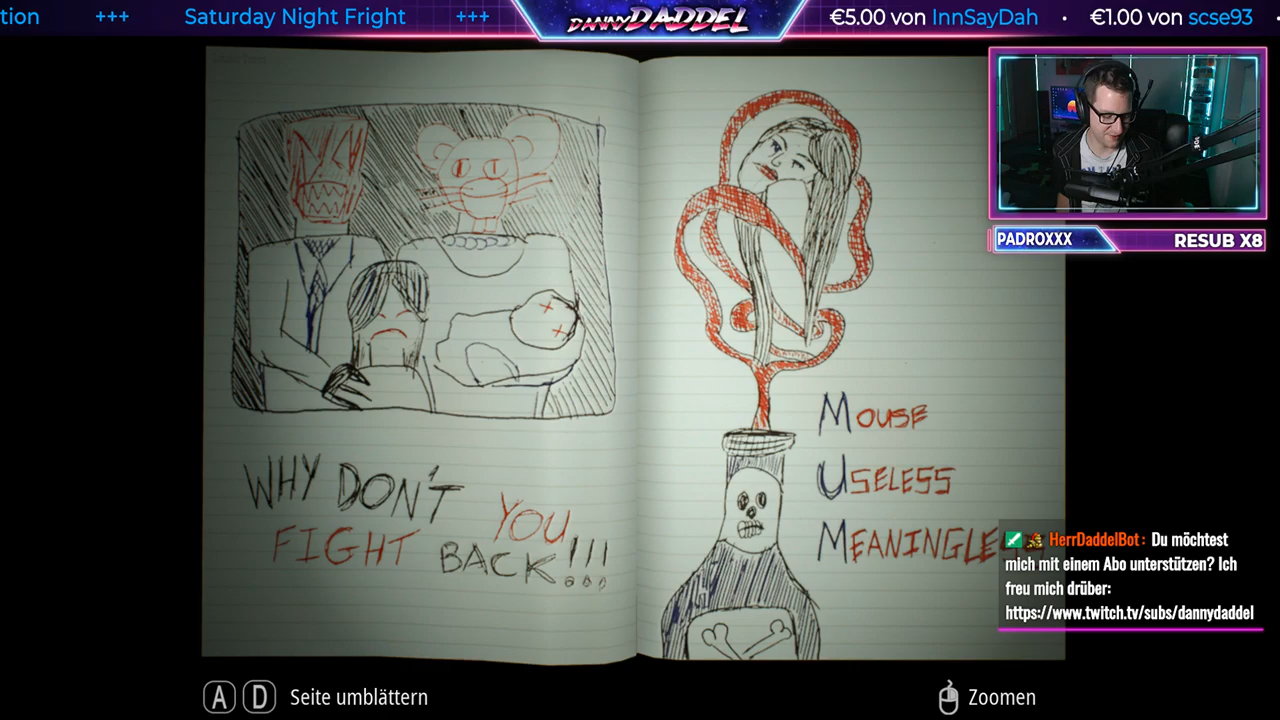 tion +++ Saturday Night Fright +++
DANNYDADDEL
€5.00 von InnSayDah · €1.00 von scse93
PADROXXX
RESUB X8
WHY DON'T YOU
FIGHT BACK!!!
MOUSE
USELESS
MEANINGLE
HerrDaddelBot: Du möchtest
mich mit einem Abo unterstützen? Ich
freu mich drüber:
https://www.twitch.tv/subs/dannydaddel
A D Seite umblättern
Zoomen